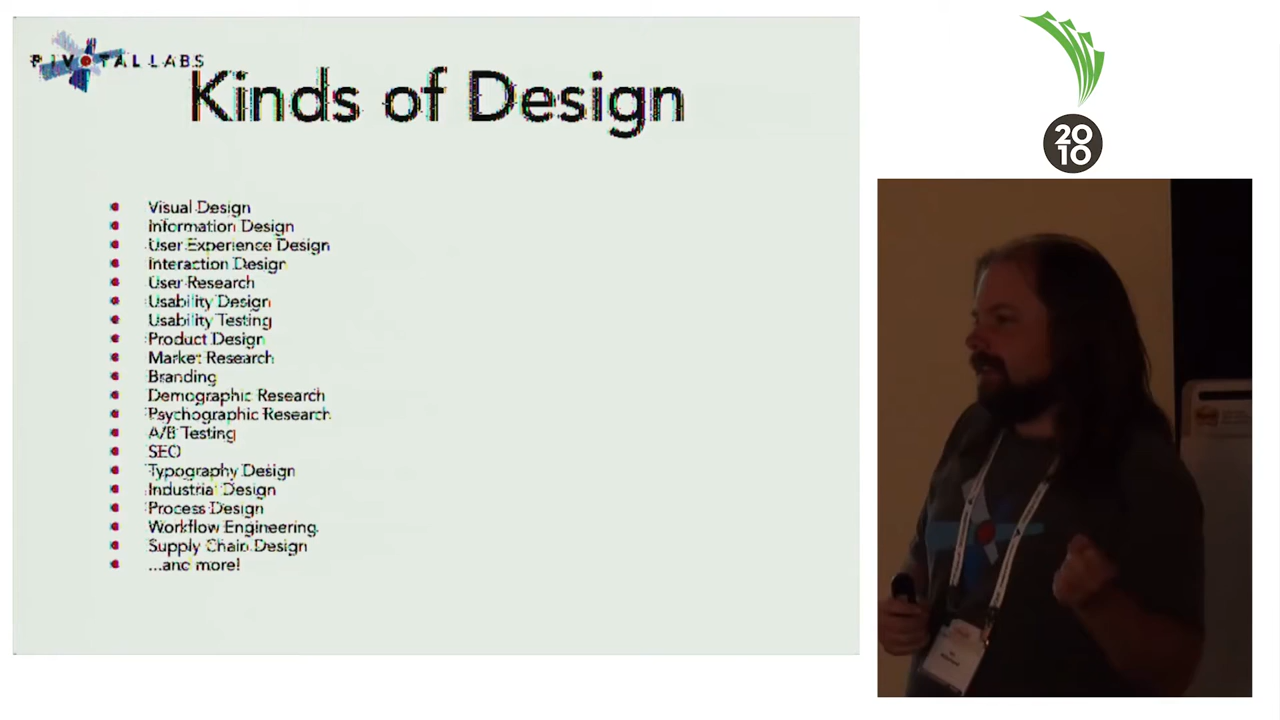 PIVOTAL LABS
Kinds of Design
Visual Design
Information Design
User Experience Design
Interaction Design
User Research
Usability Design
Usability Testing
Product Design
Market Research
Branding
Demographic Research
Psychographic Research
A/B Testing
SEO
Typography Design
Industrial Design
Process Design
Workflow Engineering
Supply Chain Design
...and more!
20
10